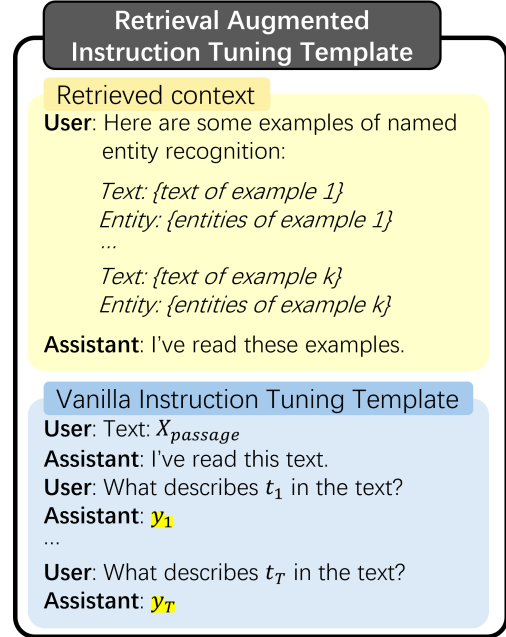 Retrieval Augmented
Instruction Tuning Template
Retrieved context
User: Here are some examples of named
entity recognition:
Text: {text of example 1}
Entity: {entities of example 1}
...
Text: {text of example k}
Entity: {entities of example k}
Assistant: I've read these examples.
Vanilla Instruction Tuning Template
User: Text: X_passage
Assistant: I've read this text.
User: What describes t_1 in the text?
Assistant: y_1
...
User: What describes t_T in the text?
Assistant: y_T